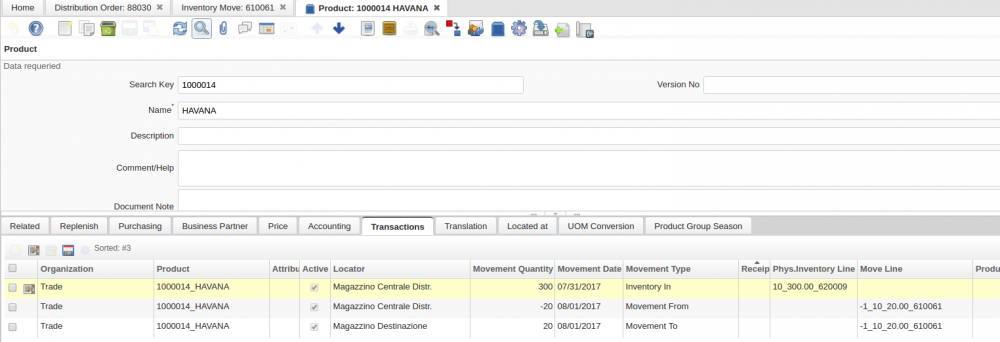 Home Distribution Order: 88030 ✖ Inventory Move: 610061 ✖ Product: 1000014 HAVANA ✖
Product
Data requeried
Search Key 1000014 Version No
Name* HAVANA
Description
Comment/Help
Document Note
Related Replenish Purchasing Business Partner Price Accounting Transactions Translation Located at UOM Conversion Product Group Season
Sorted: #3
Organization Product Attribu Active Locator Movement Quantity Movement Date Movement Type Receip Phys.Inventory Line Move Line Produ
Trade 1000014_HAVANA Magazzino Centrale Distr. 300 07/31/2017 Inventory In 10_300.00_620009
Trade 1000014_HAVANA Magazzino Centrale Distr. -20 08/01/2017 Movement From -1_10_20.00_610061
Trade 1000014_HAVANA Magazzino Destinazione 20 08/01/2017 Movement To -1_10_20.00_610061